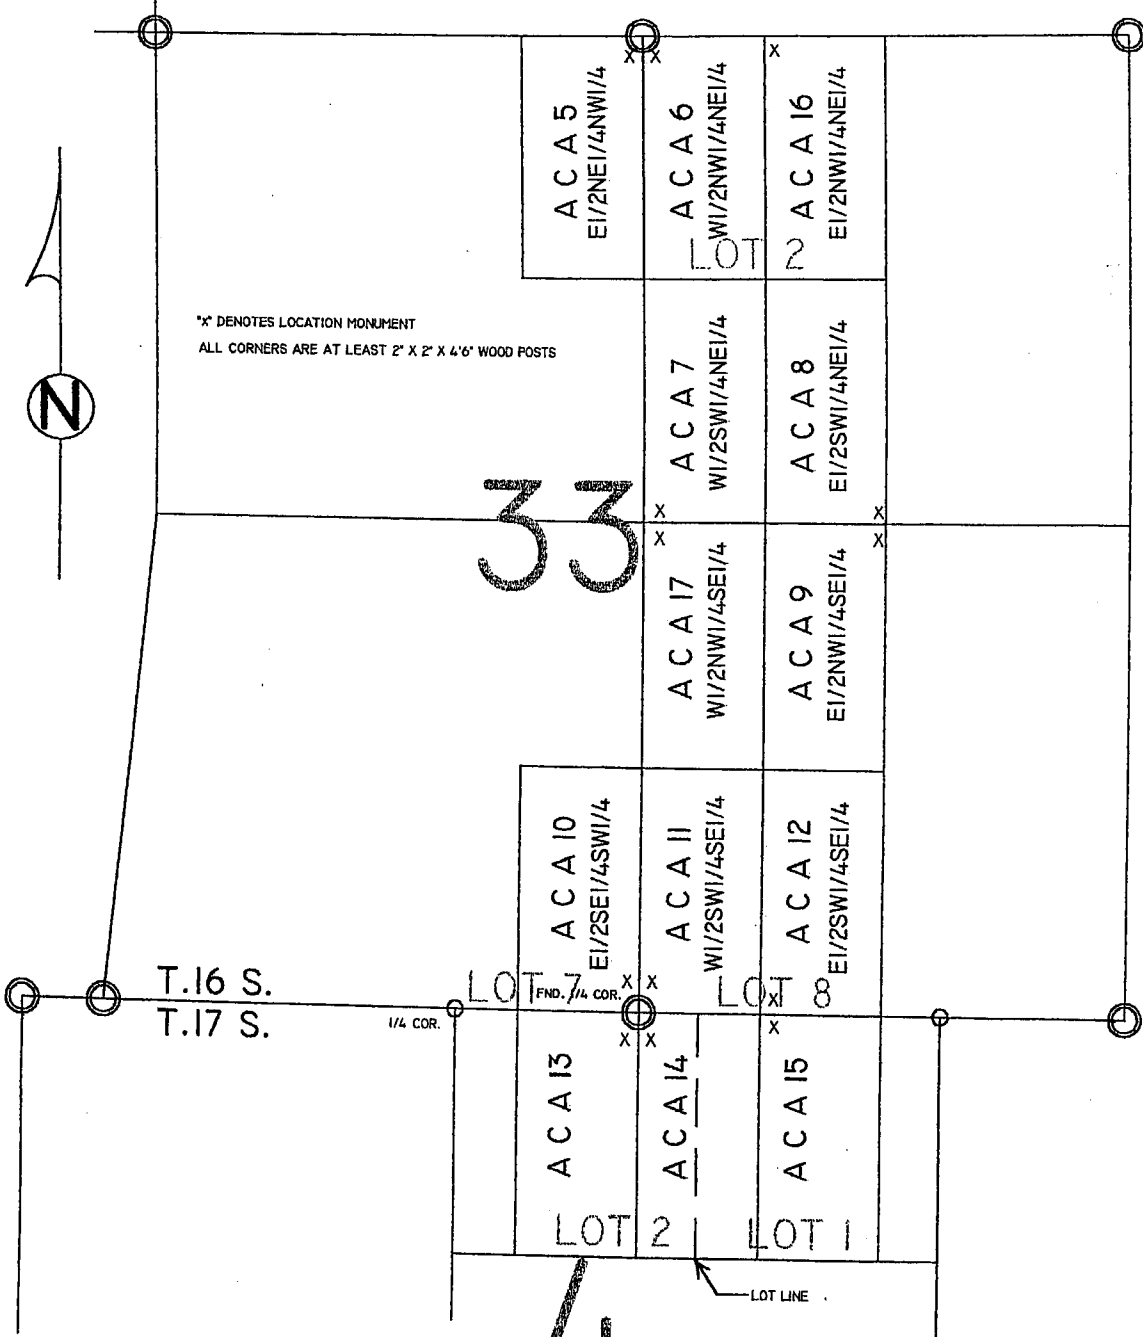 A C A 5
E1/2NE1/4NW1/4
A C A 6
W1/2NW1/4NE1/4
A C A 16
E1/2NW1/4NE1/4
LOT 2
"X" DENOTES LOCATION MONUMENT
ALL CORNERS ARE AT LEAST 2" X 2" X 4'6" WOOD POSTS
N
A C A 7
W1/2SW1/4NE1/4
A C A 8
E1/2SW1/4NE1/4
33
A C A 17
W1/2NW1/4SE1/4
A C A 9
E1/2NW1/4SE1/4
A C A 10
E1/2SE1/4SW1/4
A C A 11
W1/2SW1/4SE1/4
A C A 12
E1/2SW1/4SE1/4
T.16 S.
LOT 7
FND. 1/4 COR.
LOT 8
T.17 S.
1/4 COR.
A C A 13
A C A 14
A C A 15
LOT 2
LOT 1
LOT LINE
X X
X
X
X
X
X
X X
X X
X
X